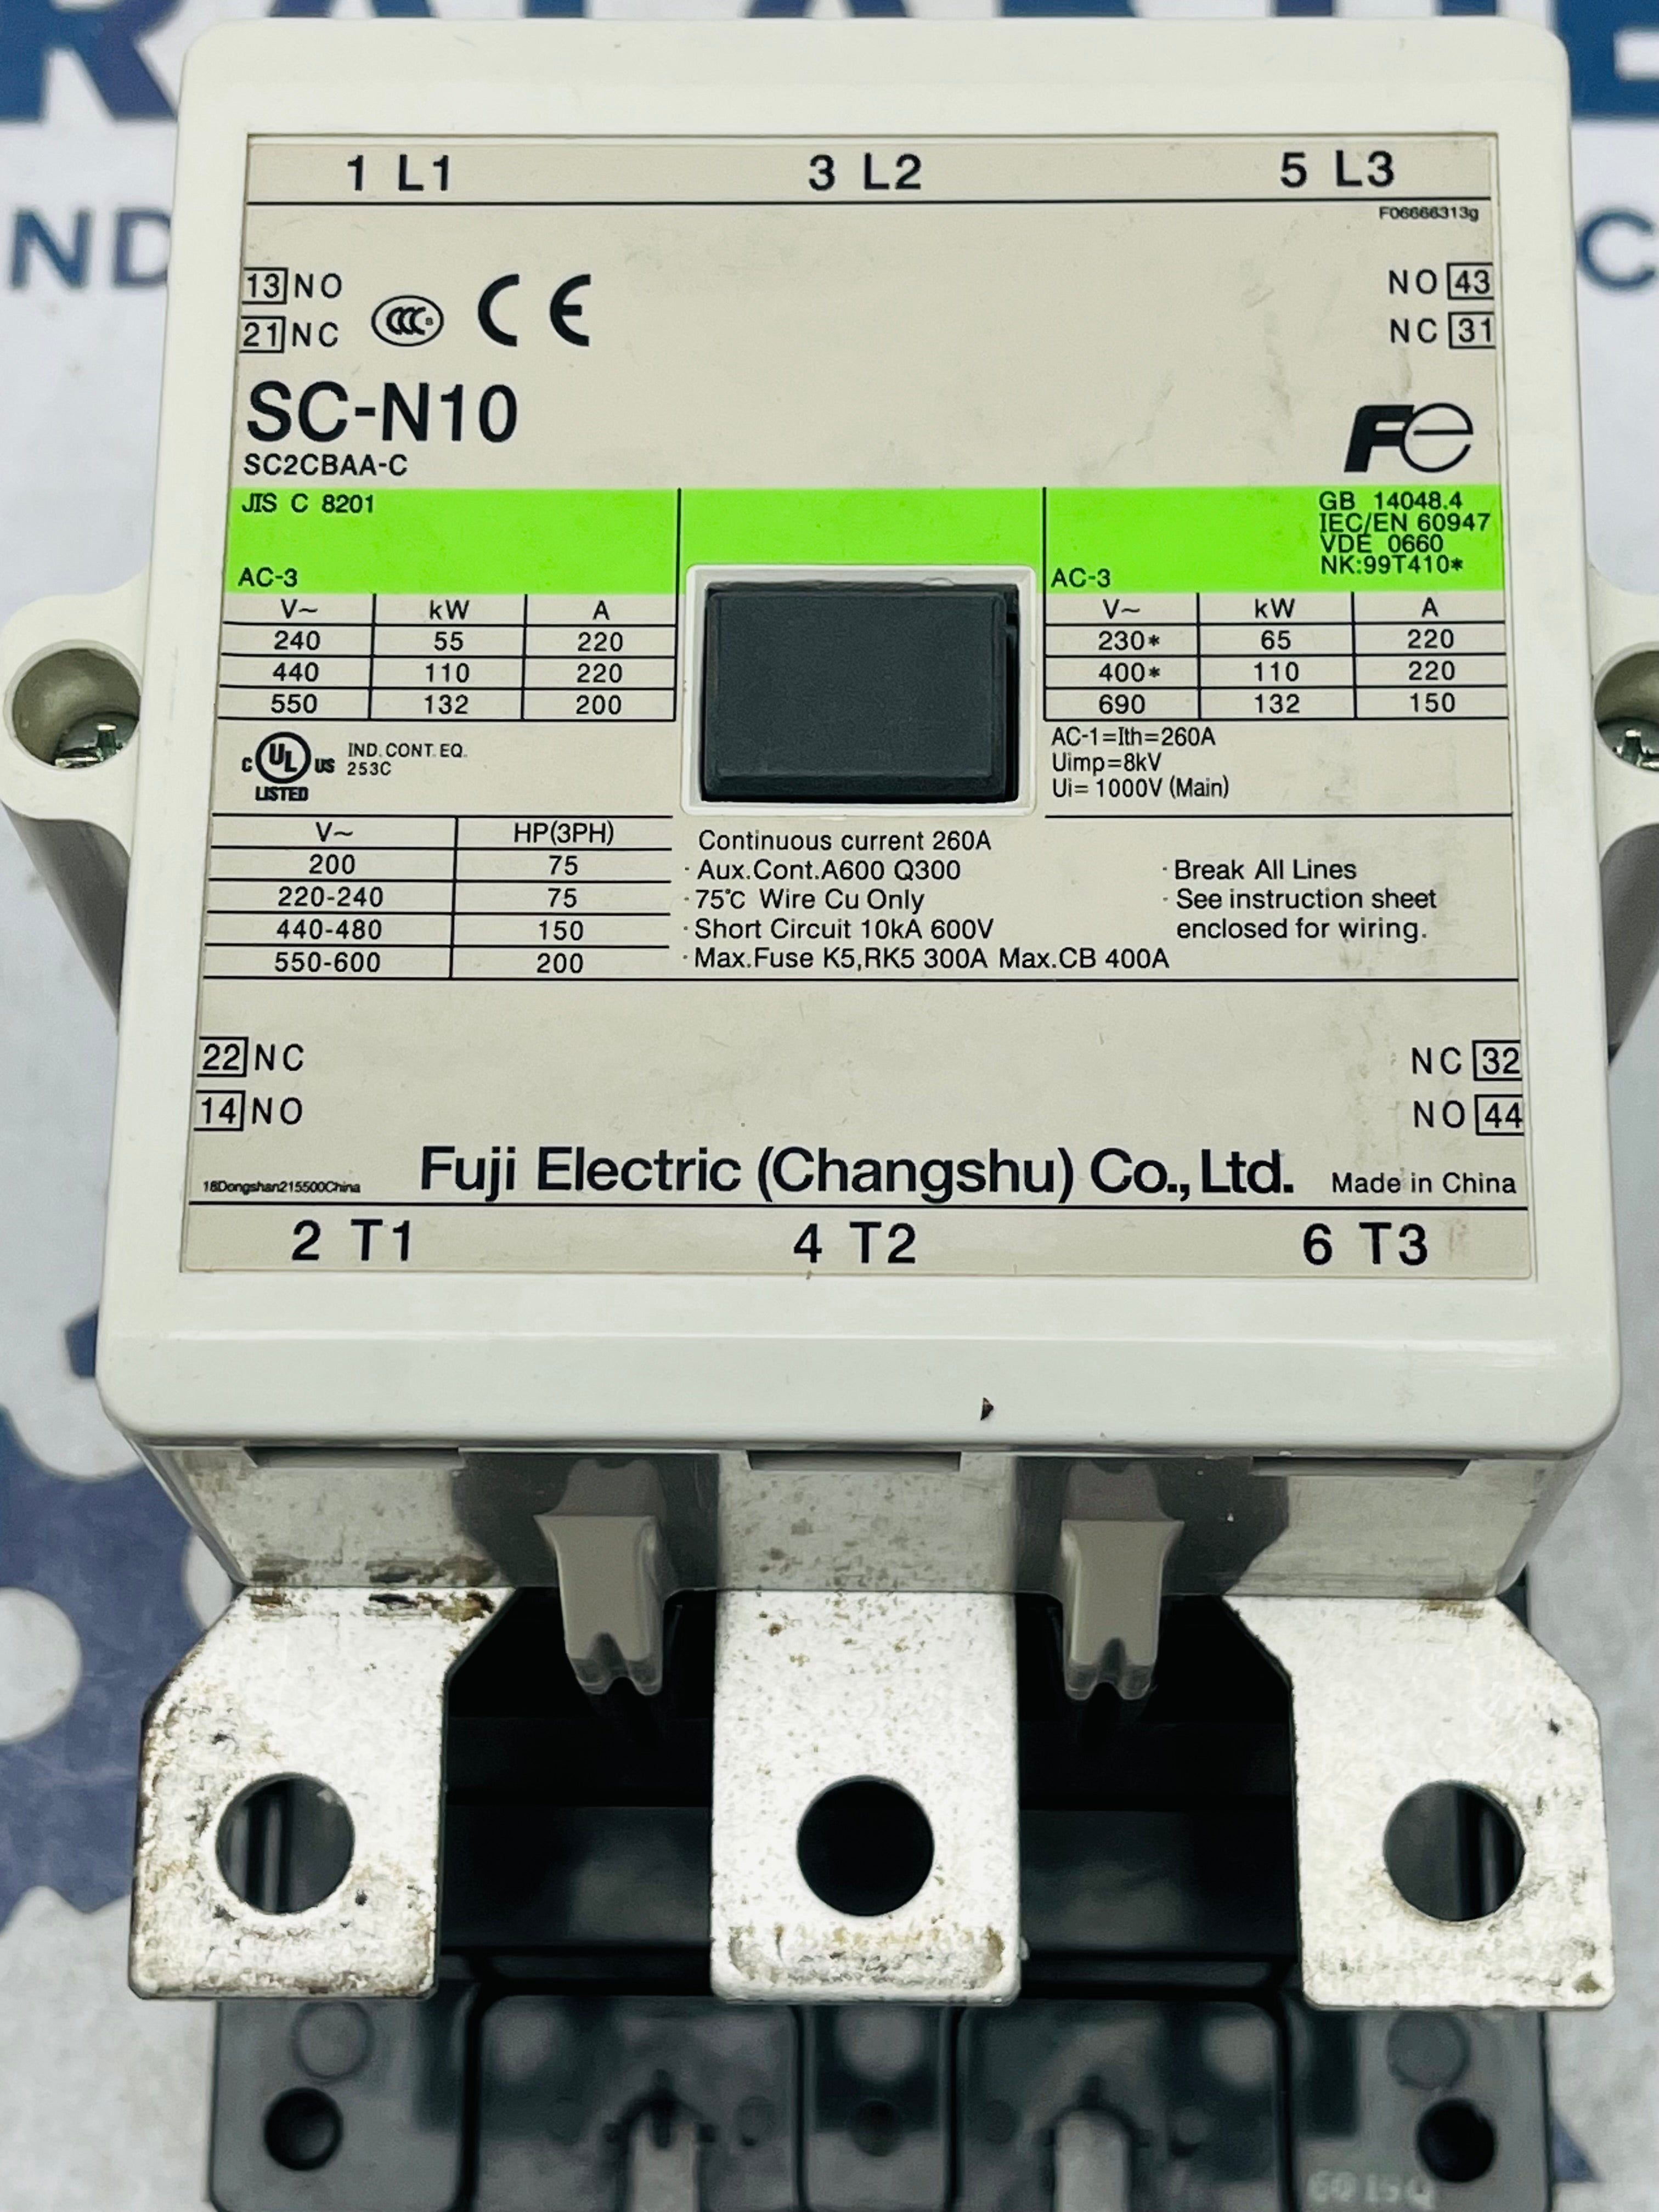 1 L1 3 L2 5 L3
F06666313g
13 NO NO 43
21 NC CCC S CE NC 31
SC-N10 Fe
SC2CBAA-C
JIS C 8201 GB 14048.4
IEC/EN 60947
VDE 0660
NK:99T410*
AC-3 AC-3
V~ kW A V~ kW A
240 55 220 230* 65 220
440 110 220 400* 110 220
550 132 200 690 132 150
C UL US LISTED
IND. CONT. EQ.
253C
AC-1=Ith=260A
Uimp=8kV
Ui= 1000V (Main)
V~ HP(3PH)
200 75
220-240 75
440-480 150
550-600 200
Continuous current 260A
· Aux.Cont.A600 Q300
· 75℃ Wire Cu Only
· Short Circuit 10kA 600V
· Max.Fuse K5,RK5 300A Max.CB 400A
· Break All Lines
· See instruction sheet
enclosed for wiring.
22 NC NC 32
14 NO NO 44
18Dongshan215500China Fuji Electric (Changshu) Co.,Ltd. Made in China
2 T1 4 T2 6 T3